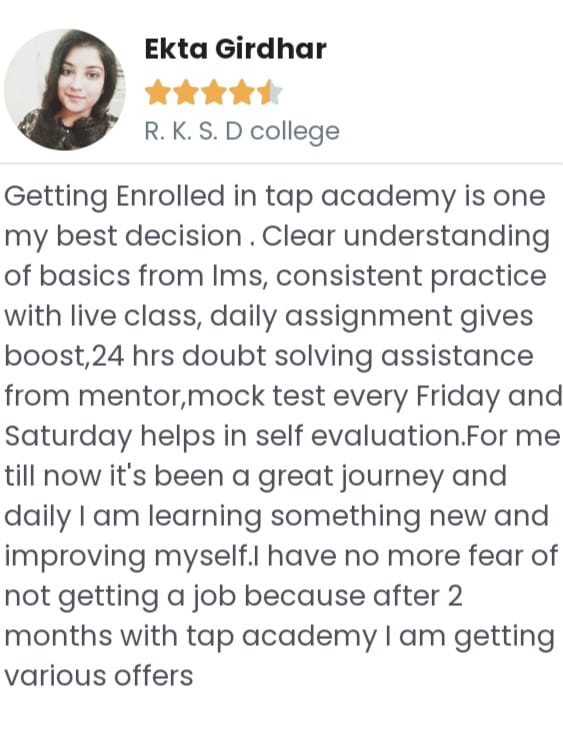 Ekta Girdhar
R. K. S. D college
Getting Enrolled in tap academy is one
my best decision . Clear understanding
of basics from lms, consistent practice
with live class, daily assignment gives
boost,24 hrs doubt solving assistance
from mentor,mock test every Friday and
Saturday helps in self evaluation.For me
till now it's been a great journey and
daily I am learning something new and
improving myself.I have no more fear of
not getting a job because after 2
months with tap academy I am getting
various offers